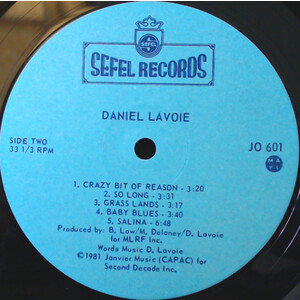 SEFEL
SEFEL RECORDS
DANIEL LAVOIE
SIDE TWO
33 1/3 RPM
JO 601
MAPL
1. CRAZY BIT OF REASON - 3:20
2. SO LONG - 3:31
3. GRASS LANDS - 3:17
4. BABY BLUES - 3:40
5. SALINA - 6:48
Produced by: B. Low/M. Delaney/D. Lavoie
for MLRF Inc.
Words Music D. Lavoie
©1981 Janvier Music (CAPAC) for
Second Decade Inc.